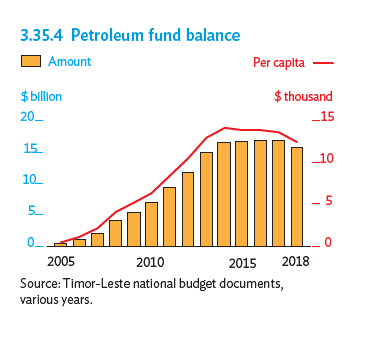 3.35.4 Petroleum fund balance
Amount
Per capita
$ billion
$ thousand
20
15
15
10
10
5
5
0
0
2005
2010
2015
2018
Source: Timor-Leste national budget documents,
various years.